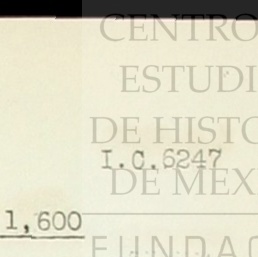 CENTRO
ESTUDI
DE HISTO
I.C.6247
DE MEX
1,600
FUNDAC